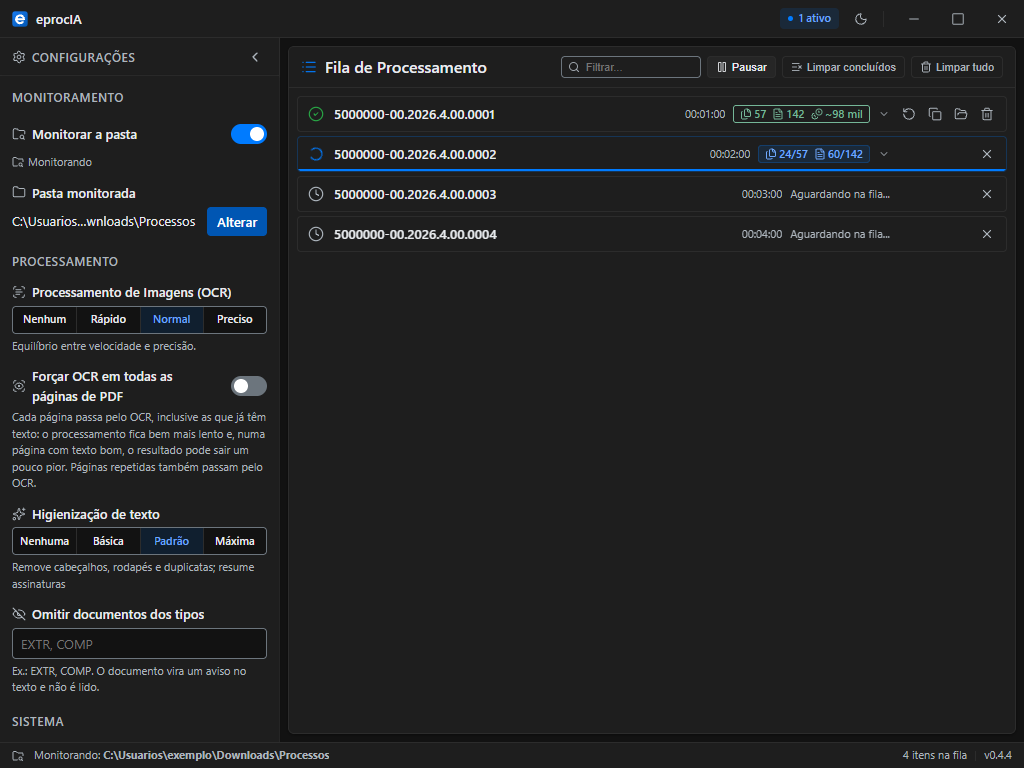 eprocIA
1 ativo
CONFIGURAÇÕES
MONITORAMENTO
Monitorar a pasta
Monitorando
Pasta monitorada
C:\Usuarios...wnloads\Processos
Alterar
PROCESSAMENTO
Processamento de Imagens (OCR)
Nenhum Rápido Normal Preciso
Equilíbrio entre velocidade e precisão.
Forçar OCR em todas as
páginas de PDF
Cada página passa pelo OCR, inclusive as que já têm
texto: o processamento fica bem mais lento e, numa
página com texto bom, o resultado pode sair um
pouco pior. Páginas repetidas também passam pelo
OCR.
Higienização de texto
Nenhuma Básica Padrão Máxima
Remove cabeçalhos, rodapés e duplicatas; resume
assinaturas
Omitir documentos dos tipos
EXTR, COMP
Ex.: EXTR, COMP. O documento vira um aviso no
texto e não é lido.
SISTEMA
Fila de Processamento
Filtrar...
Pausar
Limpar concluídos
Limpar tudo
5000000-00.2026.4.00.0001 00:01:00 57 142 ~98 mil
5000000-00.2026.4.00.0002 00:02:00 24/57 60/142
5000000-00.2026.4.00.0003 00:03:00 Aguardando na fila...
5000000-00.2026.4.00.0004 00:04:00 Aguardando na fila...
Monitorando: C:\Usuarios\exemplo\Downloads\Processos
4 itens na fila
v0.4.4